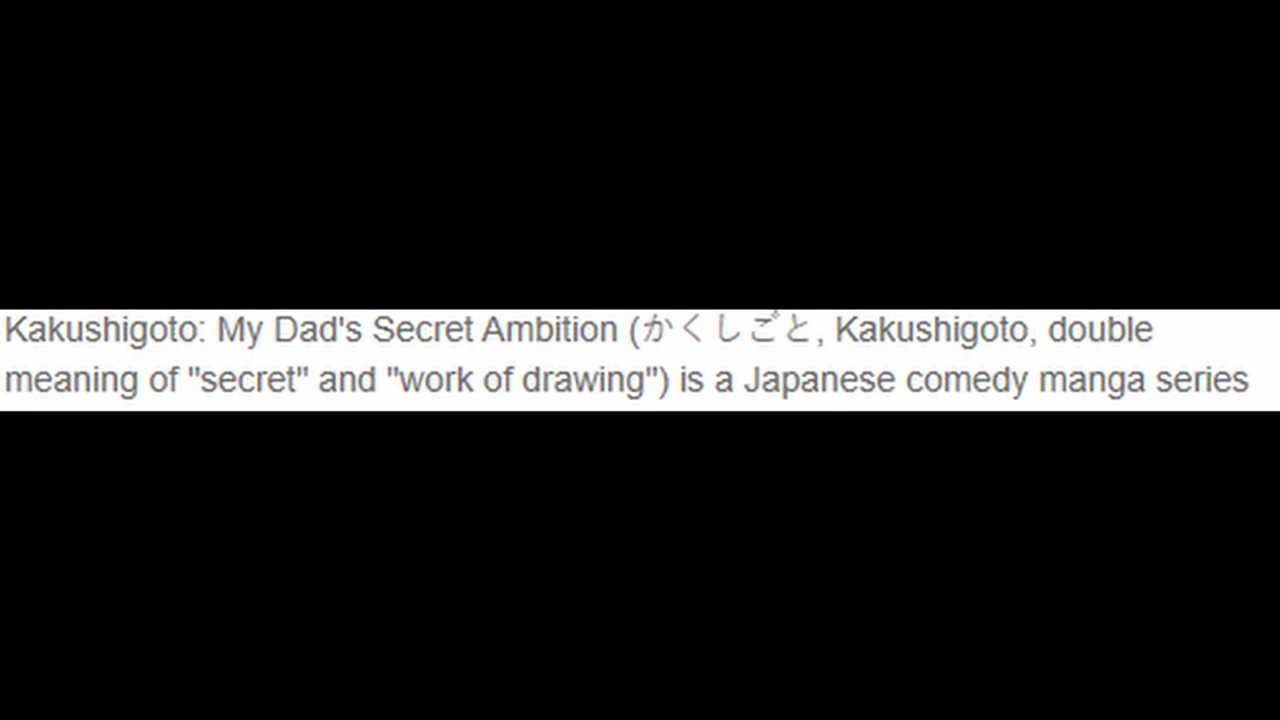 Kakushigoto: My Dad's Secret Ambition (かくしごと, Kakushigoto, double
meaning of "secret" and "work of drawing") is a Japanese comedy manga series